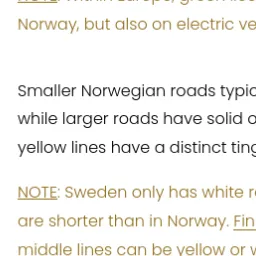 Norway, but also on electric ve
Smaller Norwegian roads typic
while larger roads have solid o
yellow lines have a distinct ting
NOTE: Sweden only has white r
are shorter than in Norway. Fin
middle lines can be yellow or w